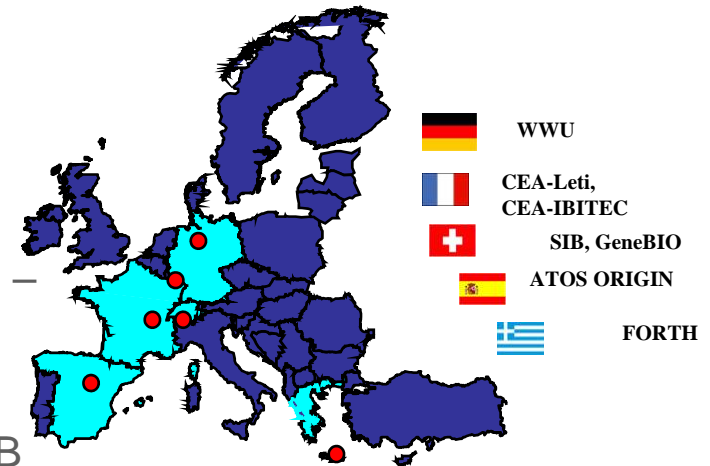 WWU
CEA-Leti,
CEA-IBITEC
SIB, GeneBIO
ATOS ORIGIN
FORTH
B